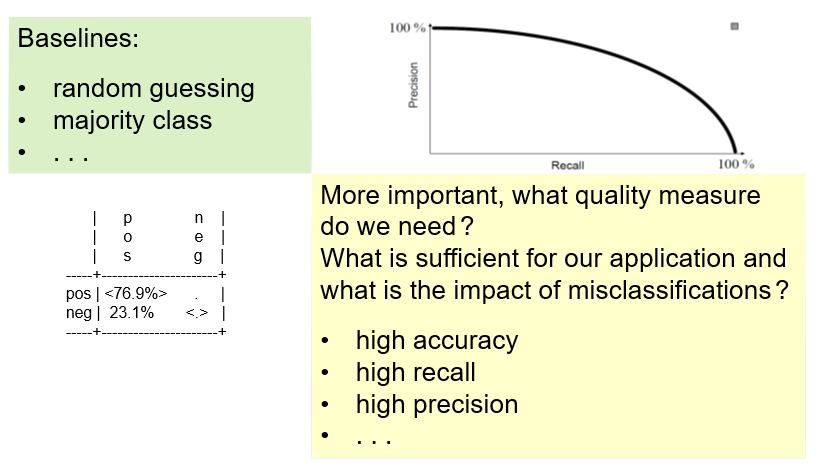 Baselines:
• random guessing
• majority class
• . . .
100 %
Precision
Recall
100 %
| p n |
| o e |
| s g |
-----+----------------------+
pos | <76.9%> . |
neg | 23.1% <.> |
-----+----------------------+
More important, what quality measure
do we need?
What is sufficient for our application and
what is the impact of misclassifications?
• high accuracy
• high recall
• high precision
• . . .